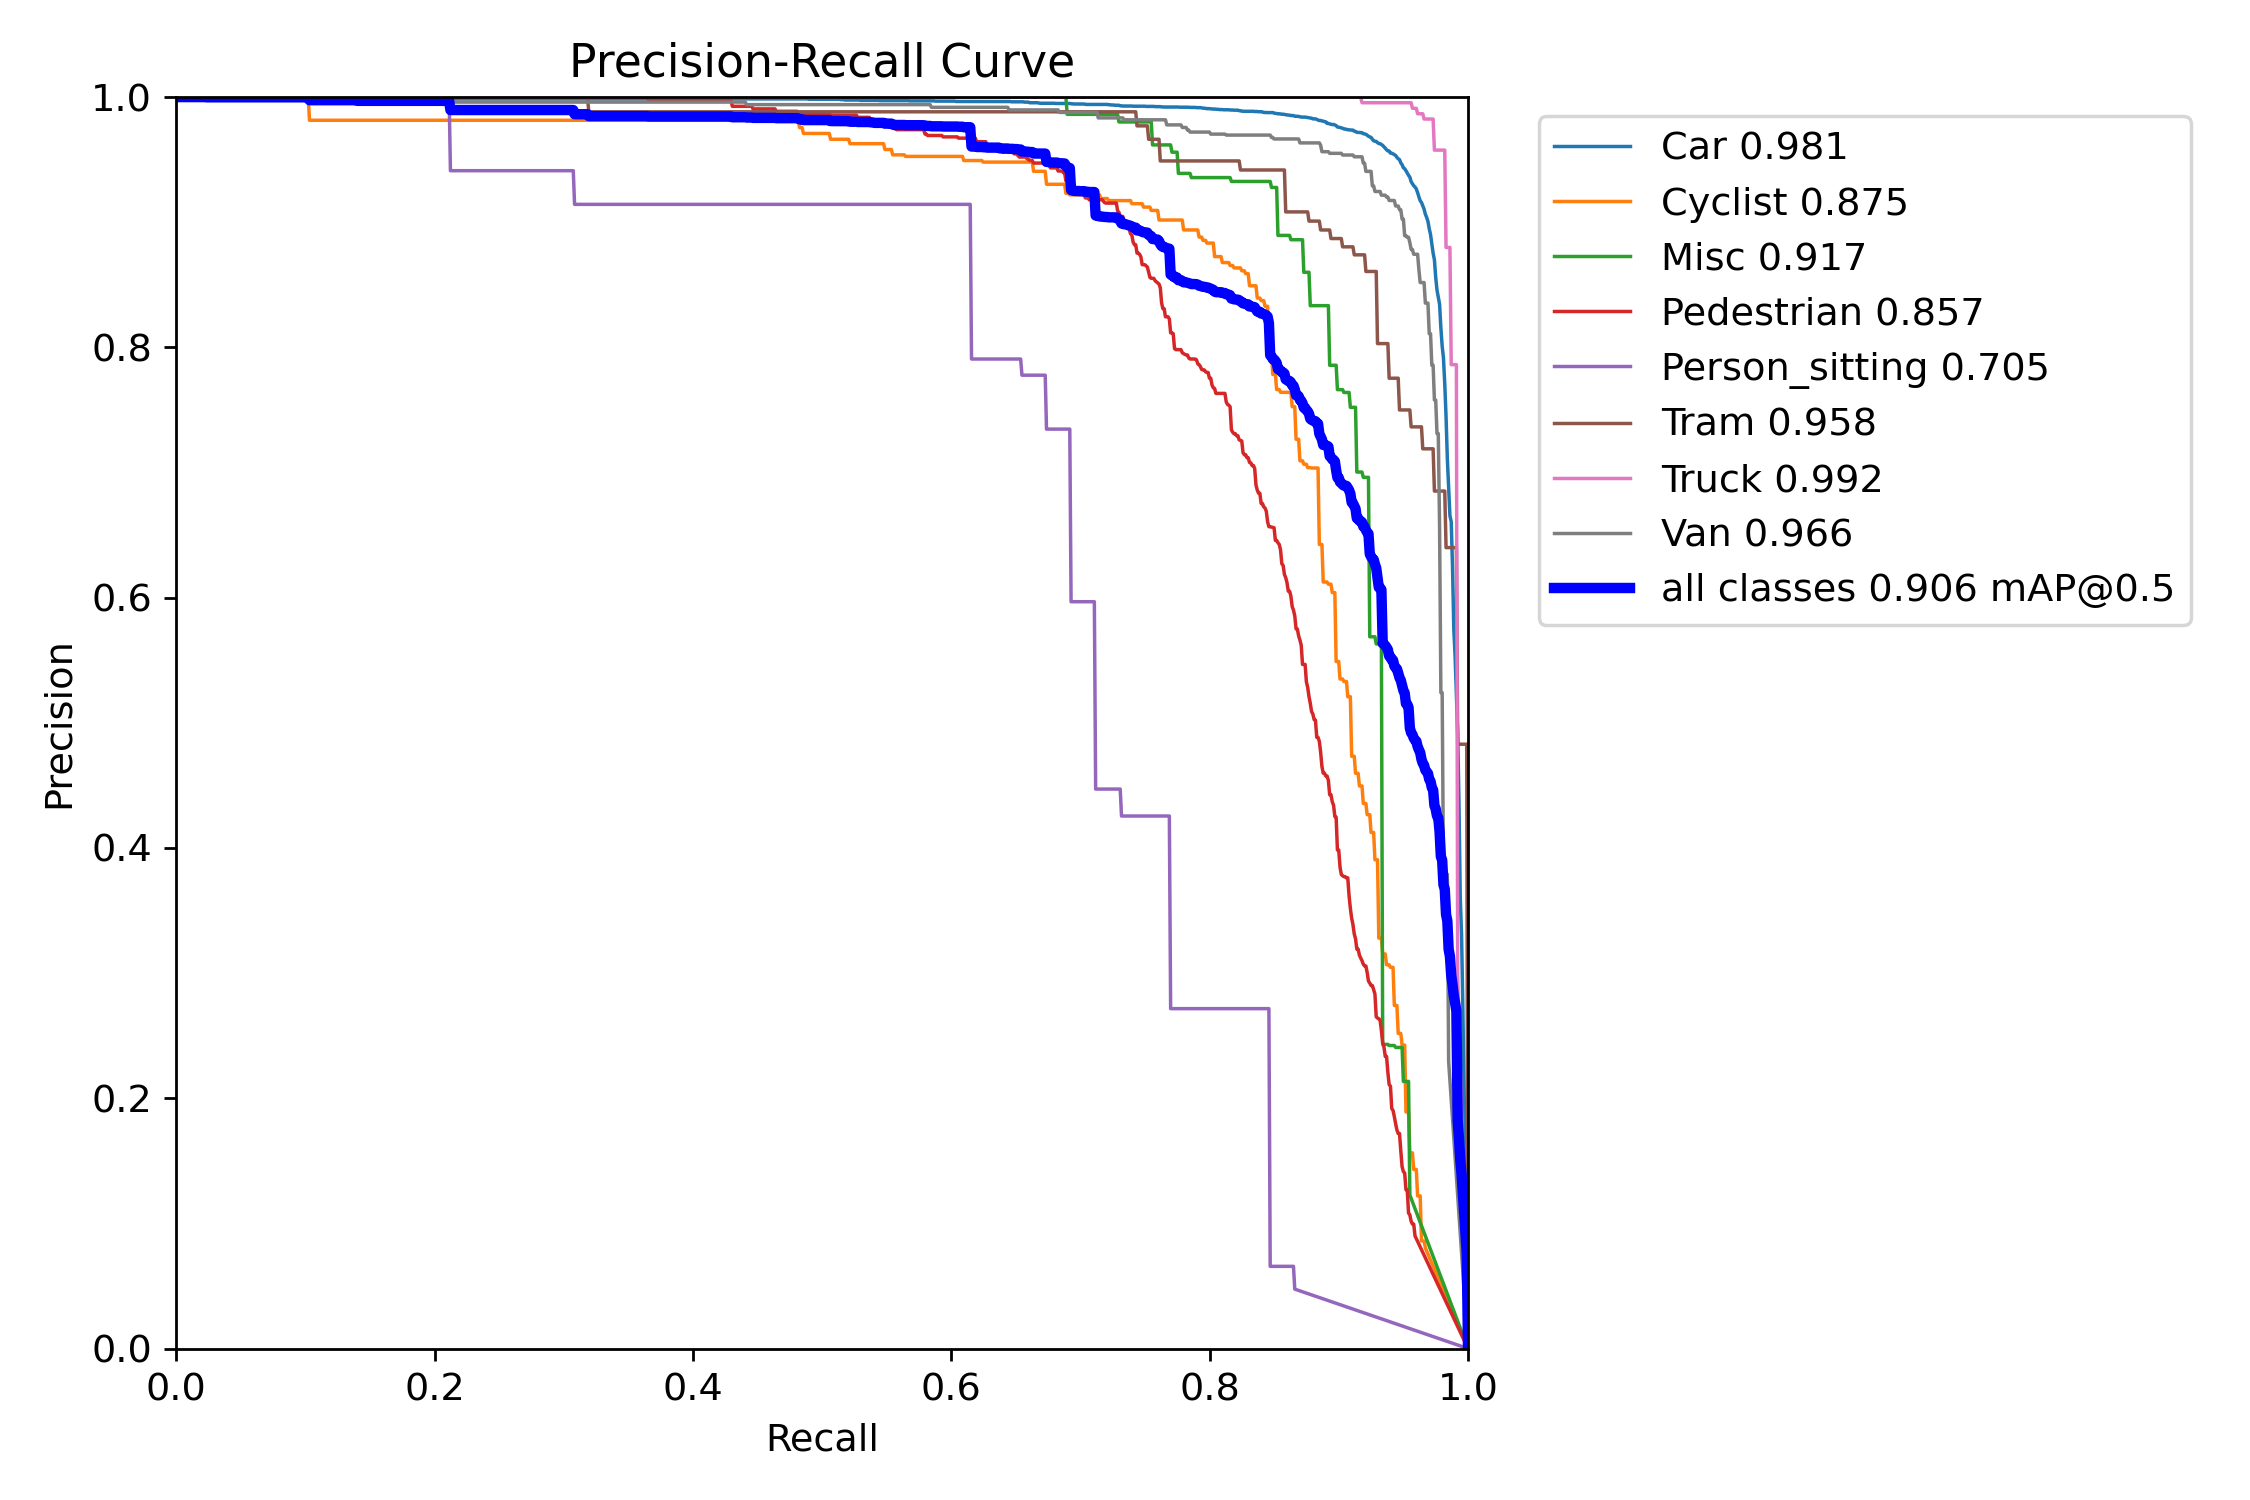 Precision-Recall Curve
1.0
0.8
0.6
0.4
0.2
0.0
Precision
0.0 0.2 0.4 0.6 0.8 1.0
Recall
Car 0.981
Cyclist 0.875
Misc 0.917
Pedestrian 0.857
Person_sitting 0.705
Tram 0.958
Truck 0.992
Van 0.966
all classes 0.906 mAP@0.5